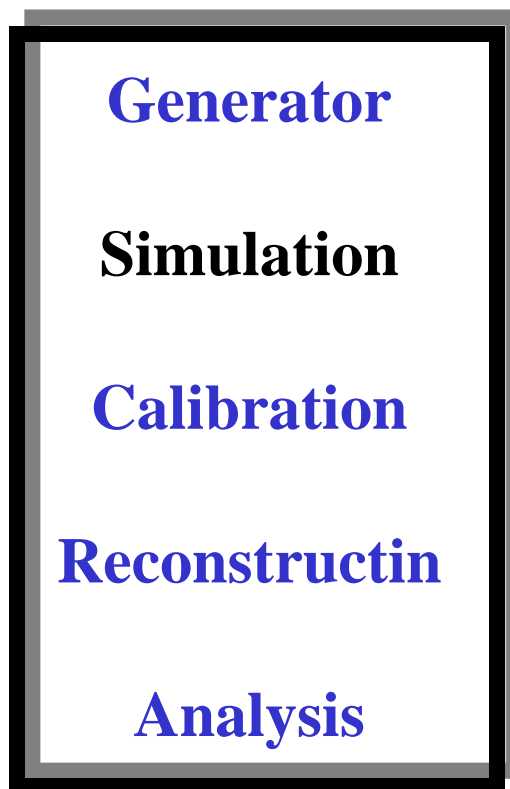 Generator
Simulation
Calibration
Reconstructin
Analysis